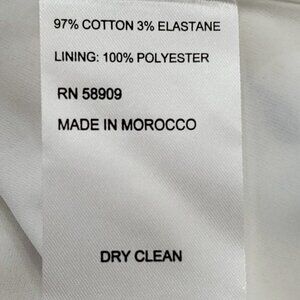 97% COTTON 3% ELASTANE
LINING: 100% POLYESTER
RN 58909
MADE IN MOROCCO
DRY CLEAN